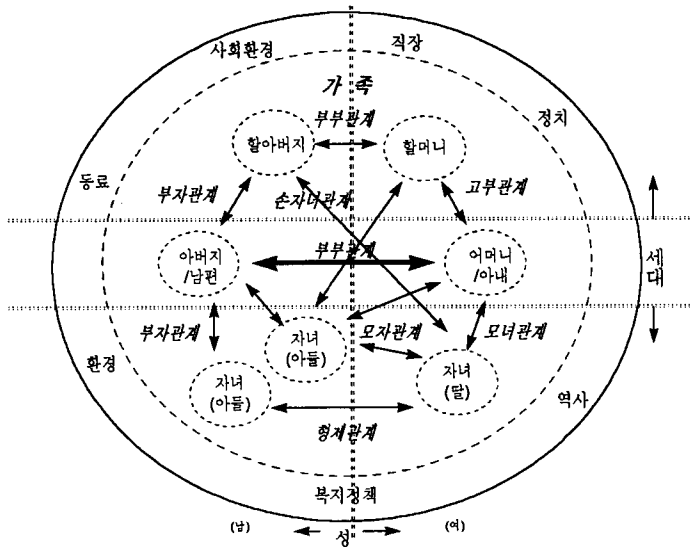 사회환경
직장
가 족
정치
부부관계
할아버지
할머니
동료
부자관계
손자녀관계
고부관계
아버지
/남편
부부관계
어머니
/아내
세대
부자관계
자녀
(아들)
모자관계
모녀관계
환경
자녀
(아들)
자녀
(딸)
역사
형제관계
복지정책
(남)
성
(여)